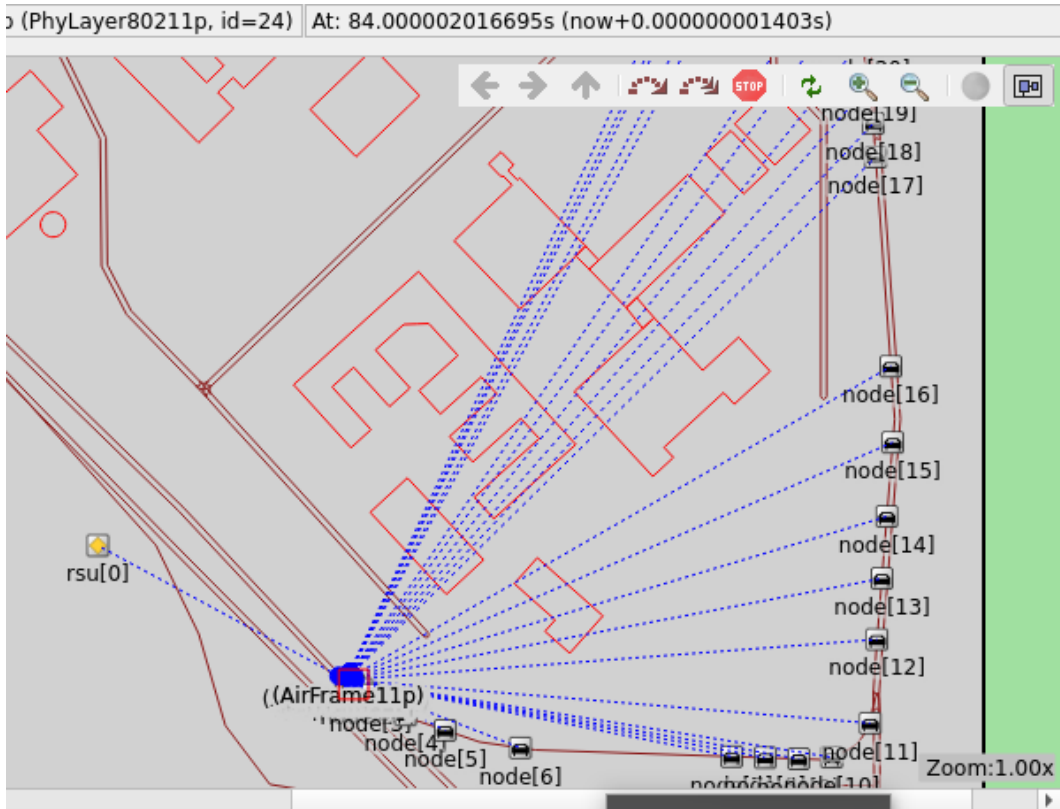 (PhyLayer80211p, id=24) At: 84.000002016695s (now+0.000000001403s)
STOP
node[19]
node[18]
node[17]
node[16]
node[15]
node[14]
rsu[0]
node[13]
node[12]
(AirFrame11p)
node[4]
node[5]
node[11]
node[6]
Zoom:1.00x